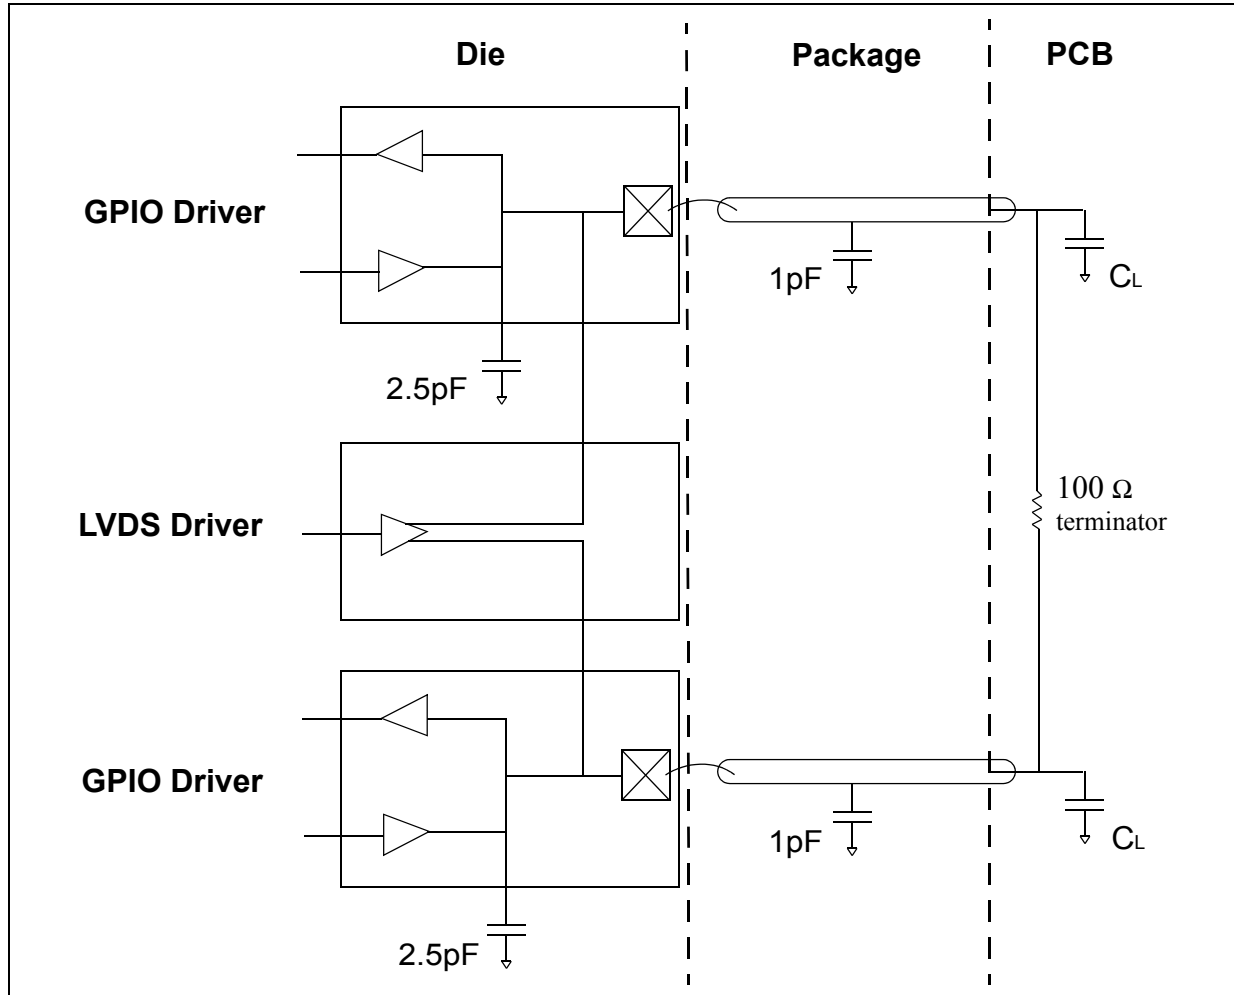 Die
Package
PCB
GPIO Driver
1pF
CL
2.5pF
LVDS Driver
100 Ω
terminator
GPIO Driver
1pF
CL
2.5pF